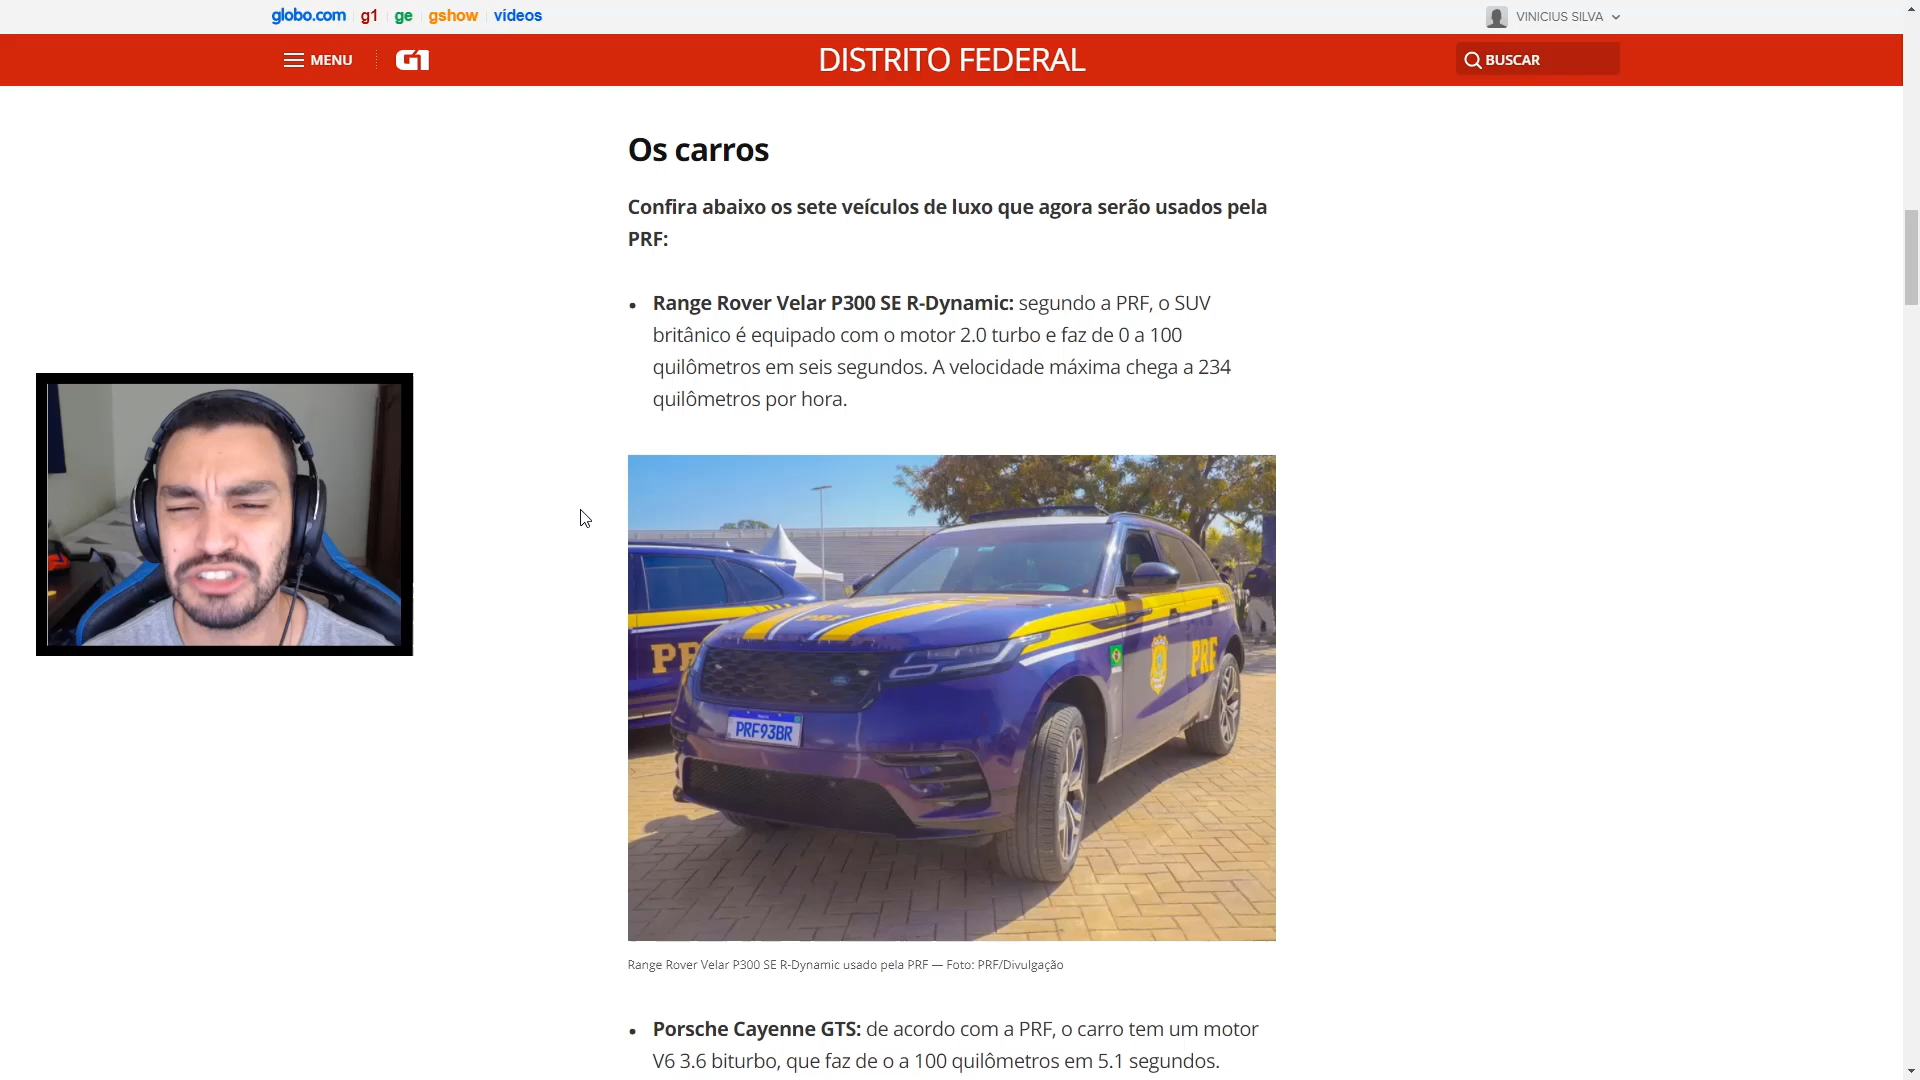 globo.com g1 ge gshow vídeos
VINICIUS SILVA
MENU
G1
DISTRITO FEDERAL
BUSCAR
Os carros
Confira abaixo os sete veículos de luxo que agora serão usados pela
PRF:
• Range Rover Velar P300 SE R-Dynamic: segundo a PRF, o SUV
britânico é equipado com o motor 2.0 turbo e faz de 0 a 100
quilômetros em seis segundos. A velocidade máxima chega a 234
quilômetros por hora.
PRF
PRF
PRF
PRF93BR
Range Rover Velar P300 SE R-Dynamic usado pela PRF — Foto: PRF/Divulgação
• Porsche Cayenne GTS: de acordo com a PRF, o carro tem um motor
V6 3.6 biturbo, que faz de o a 100 quilômetros em 5.1 segundos.